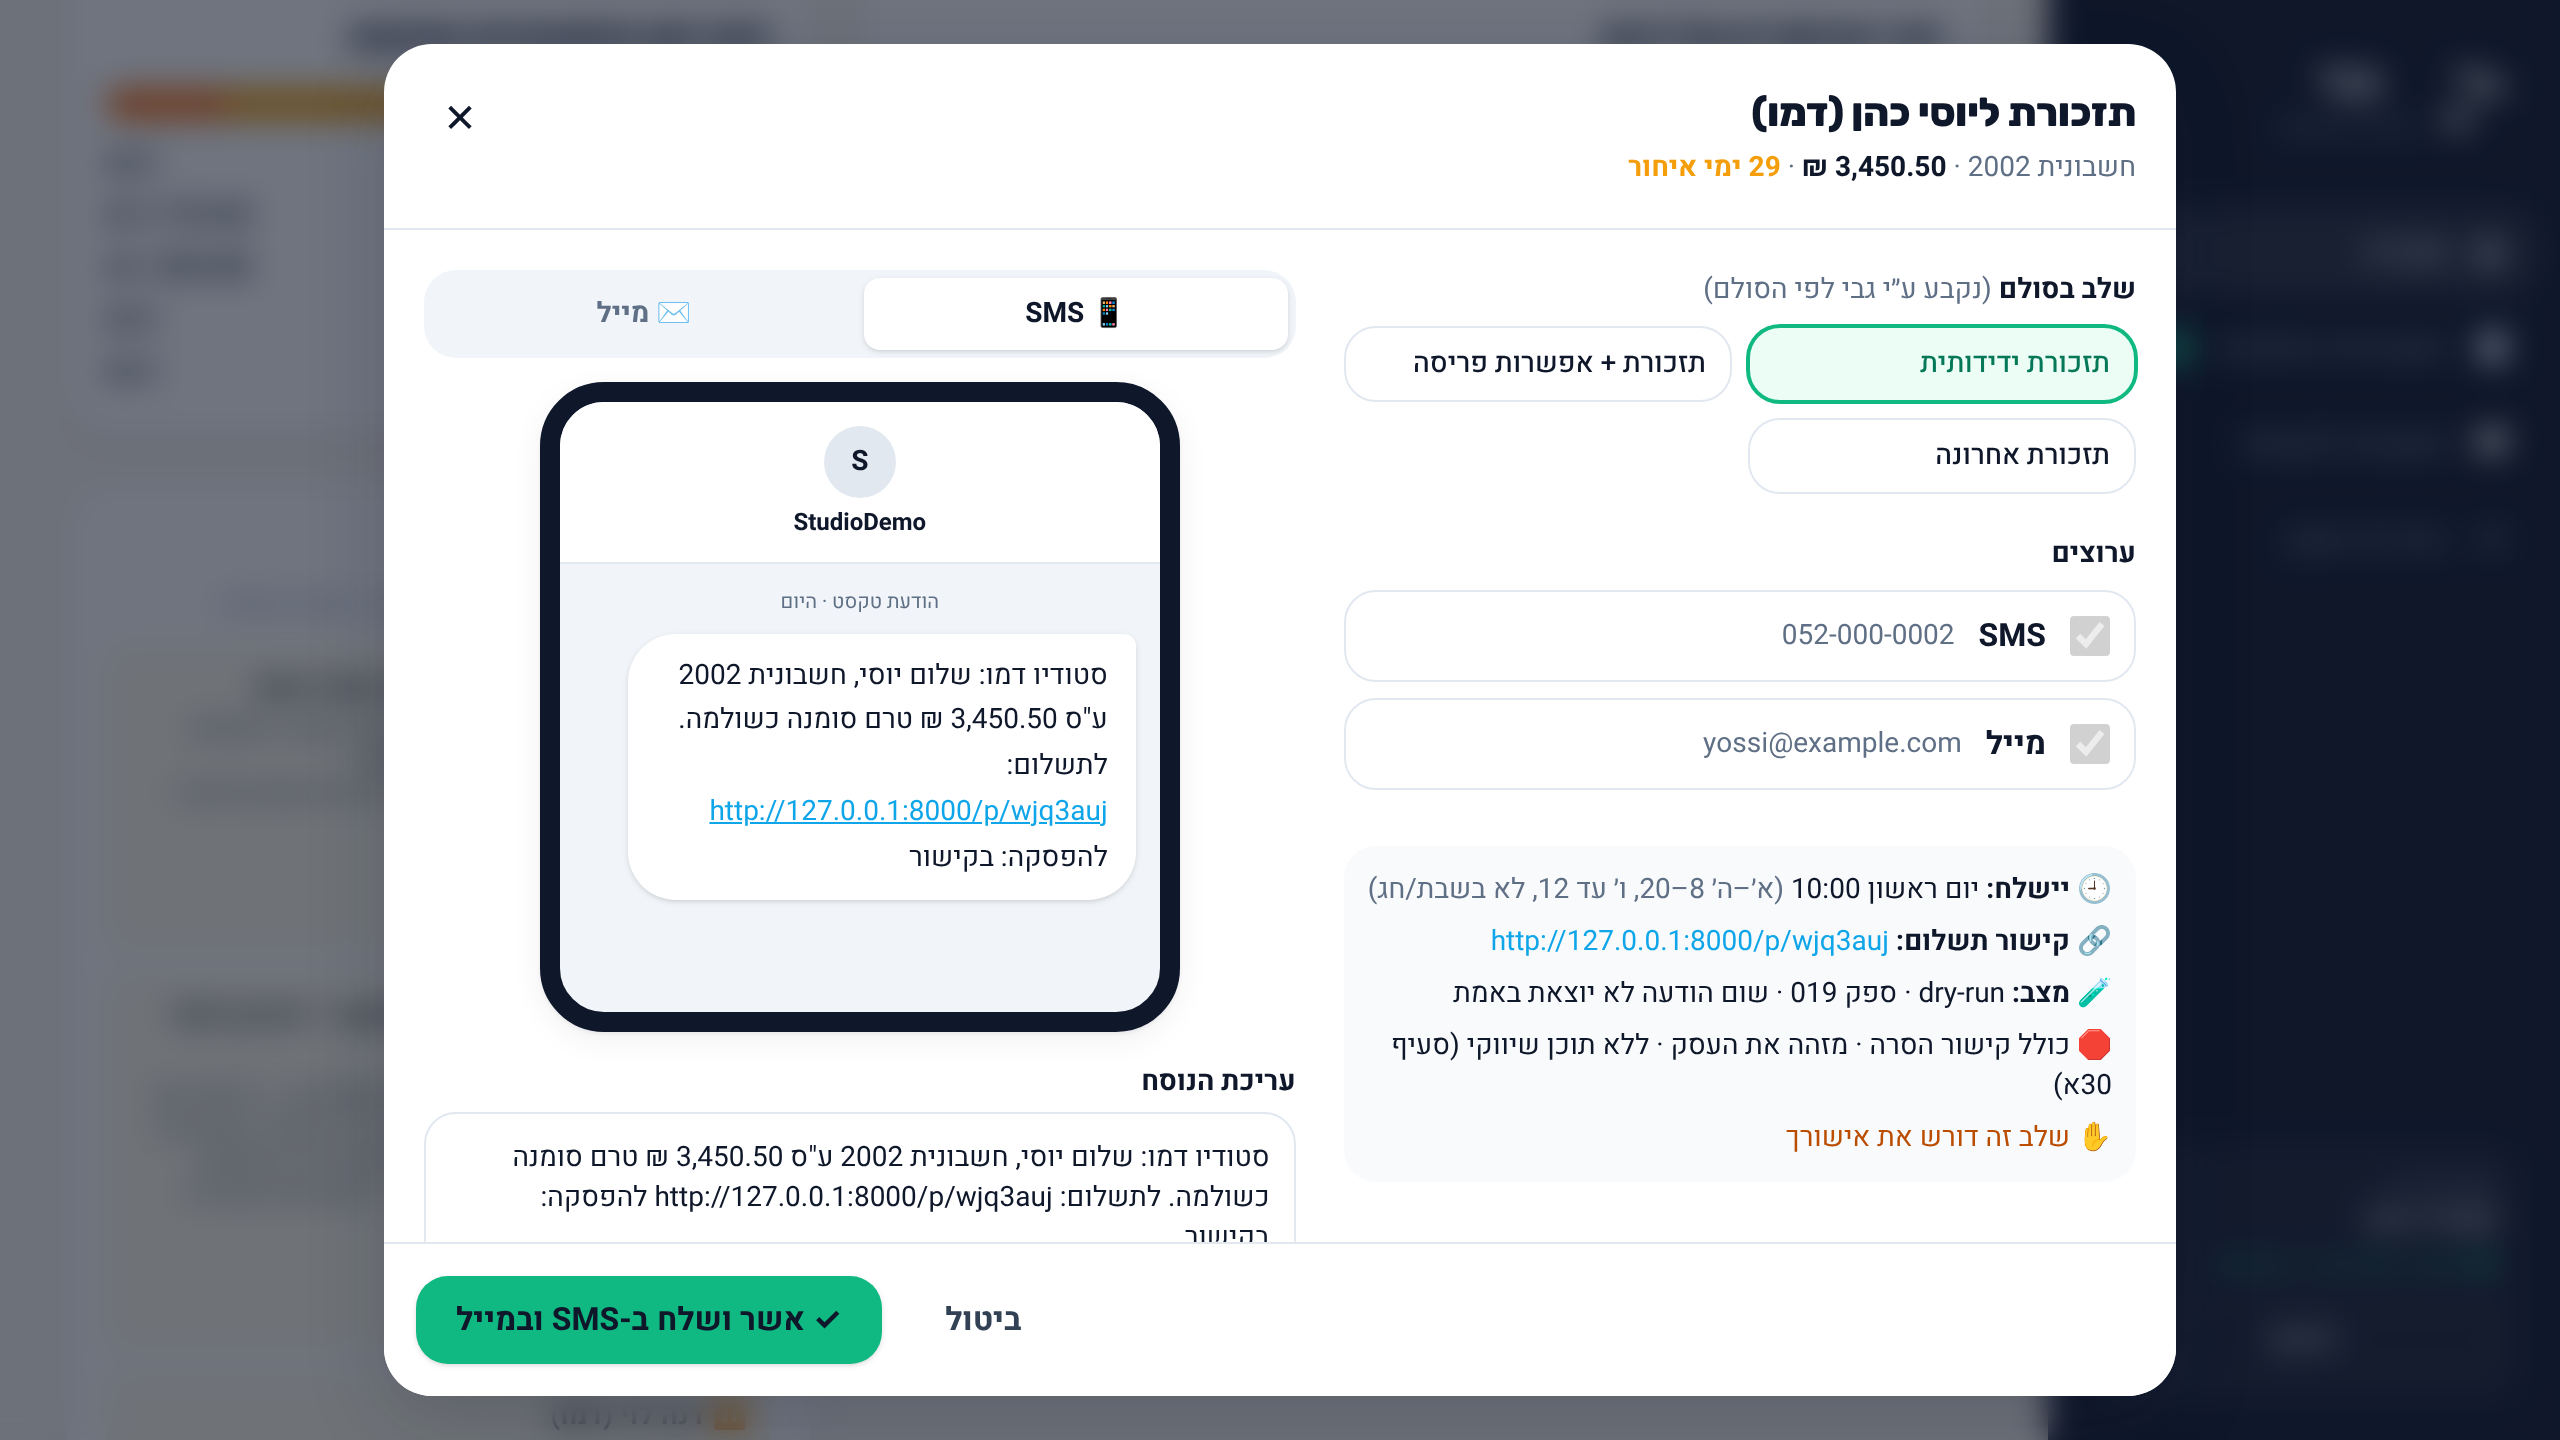 תזכורת ליוסי כהן (דמו)
חשבונית 2002 · 3,450.50 ₪ · 29 ימי איחור
שלב בסולם (נקבע ע״י גבי לפי הסולם)
תזכורת ידידותית
תזכורת + אפשרות פריסה
תזכורת אחרונה
ערוצים
SMS 052-000-0002
מייל yossi@example.com
🕘 יישלח: יום ראשון 10:00 (א׳–ה׳ 8–20, ו׳ עד 12, לא בשבת/חג)
🔗 קישור תשלום: http://127.0.0.1:8000/p/wjq3auj
🧪 מצב: dry-run · ספק 019 · שום הודעה לא יוצאת באמת
🛑 כולל קישור הסרה · מזהה את העסק · ללא תוכן שיווקי (סעיף
30א)
✋ שלב זה דורש את אישורך
📱 SMS
✉️ מייל
S
StudioDemo
הודעת טקסט · היום
סטודיו דמו: שלום יוסי, חשבונית 2002
ע"ס 3,450.50 ₪ טרם סומנה כשולמה.
לתשלום:
http://127.0.0.1:8000/p/wjq3auj
להפסקה: בקישור
עריכת הנוסח
סטודיו דמו: שלום יוסי, חשבונית 2002 ע"ס 3,450.50 ₪ טרם סומנה
כשולמה. לתשלום: http://127.0.0.1:8000/p/wjq3auj להפסקה:
בקישור
ביטול
✓ אשר ושלח ב-SMS ובמייל